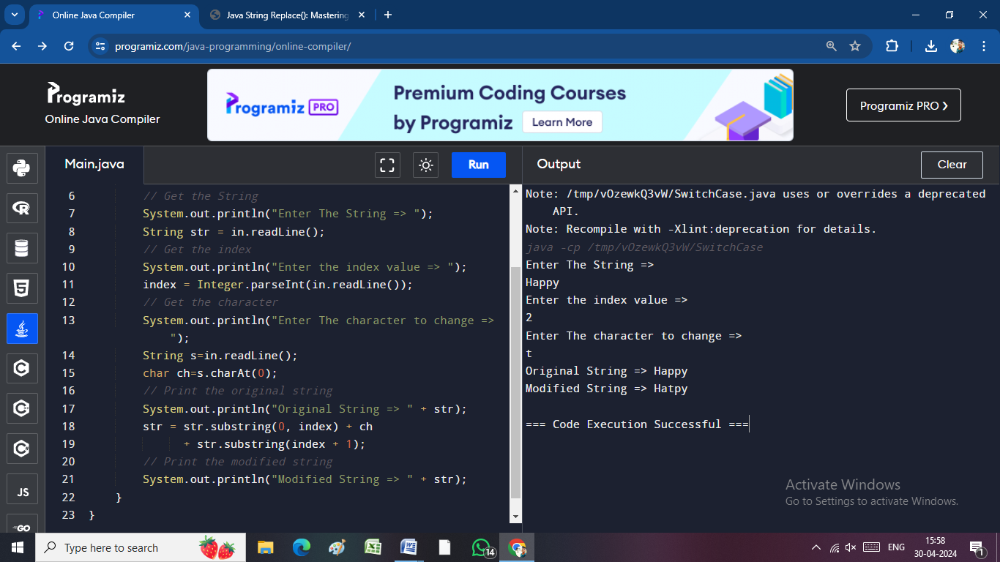 Online Java Compiler
Java String Replace(): Mastering
programiz.com/java-programming/online-compiler/
Programiz
Online Java Compiler
Programiz PRO
Premium Coding Courses
by Programiz
Learn More
Programiz PRO ❯
Main.java
Run
Output
Clear
6 // Get the String
7 System.out.println("Enter The String => ");
8 String str = in.readLine();
9 // Get the index
10 System.out.println("Enter the index value => ");
11 index = Integer.parseInt(in.readLine());
12 // Get the character
13 System.out.println("Enter The character to change =>
");
14 String s=in.readLine();
15 char ch=s.charAt(0);
16 // Print the original string
17 System.out.println("Original String => " + str);
18 str = str.substring(0, index) + ch
19 + str.substring(index + 1);
20 // Print the modified string
21 System.out.println("Modified String => " + str);
22 }
23 }
Note: /tmp/vOzewkQ3vW/SwitchCase.java uses or overrides a deprecated
API.
Note: Recompile with -Xlint:deprecation for details.
java -cp /tmp/vOzewkQ3vW/SwitchCase
Enter The String =>
Happy
Enter the index value =>
2
Enter The character to change =>
t
Original String => Happy
Modified String => Hatpy
=== Code Execution Successful ===
JS
GO
Activate Windows
Go to Settings to activate Windows.
Type here to search
14
ENG
15:58
30-04-2024
1